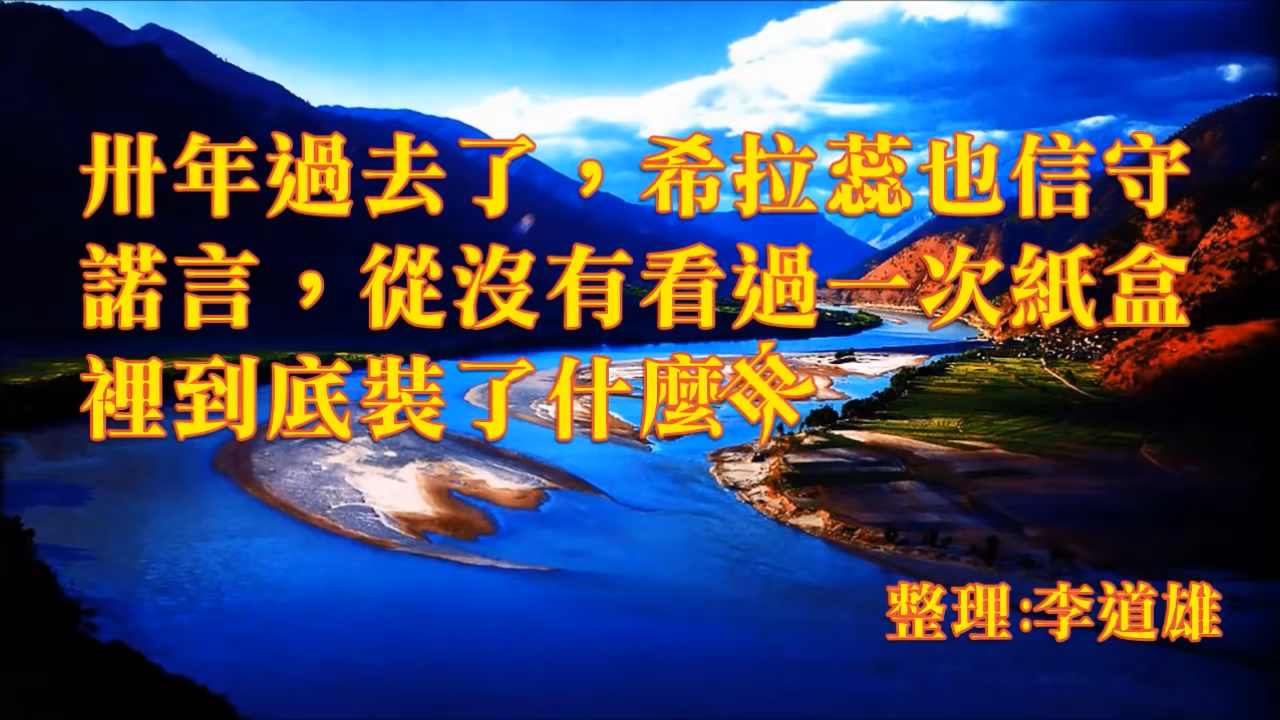 卅年過去了，希拉蕊也信守
諾言，從沒有看過一次紙盒
裡到底裝了什麼
整理:李道雄